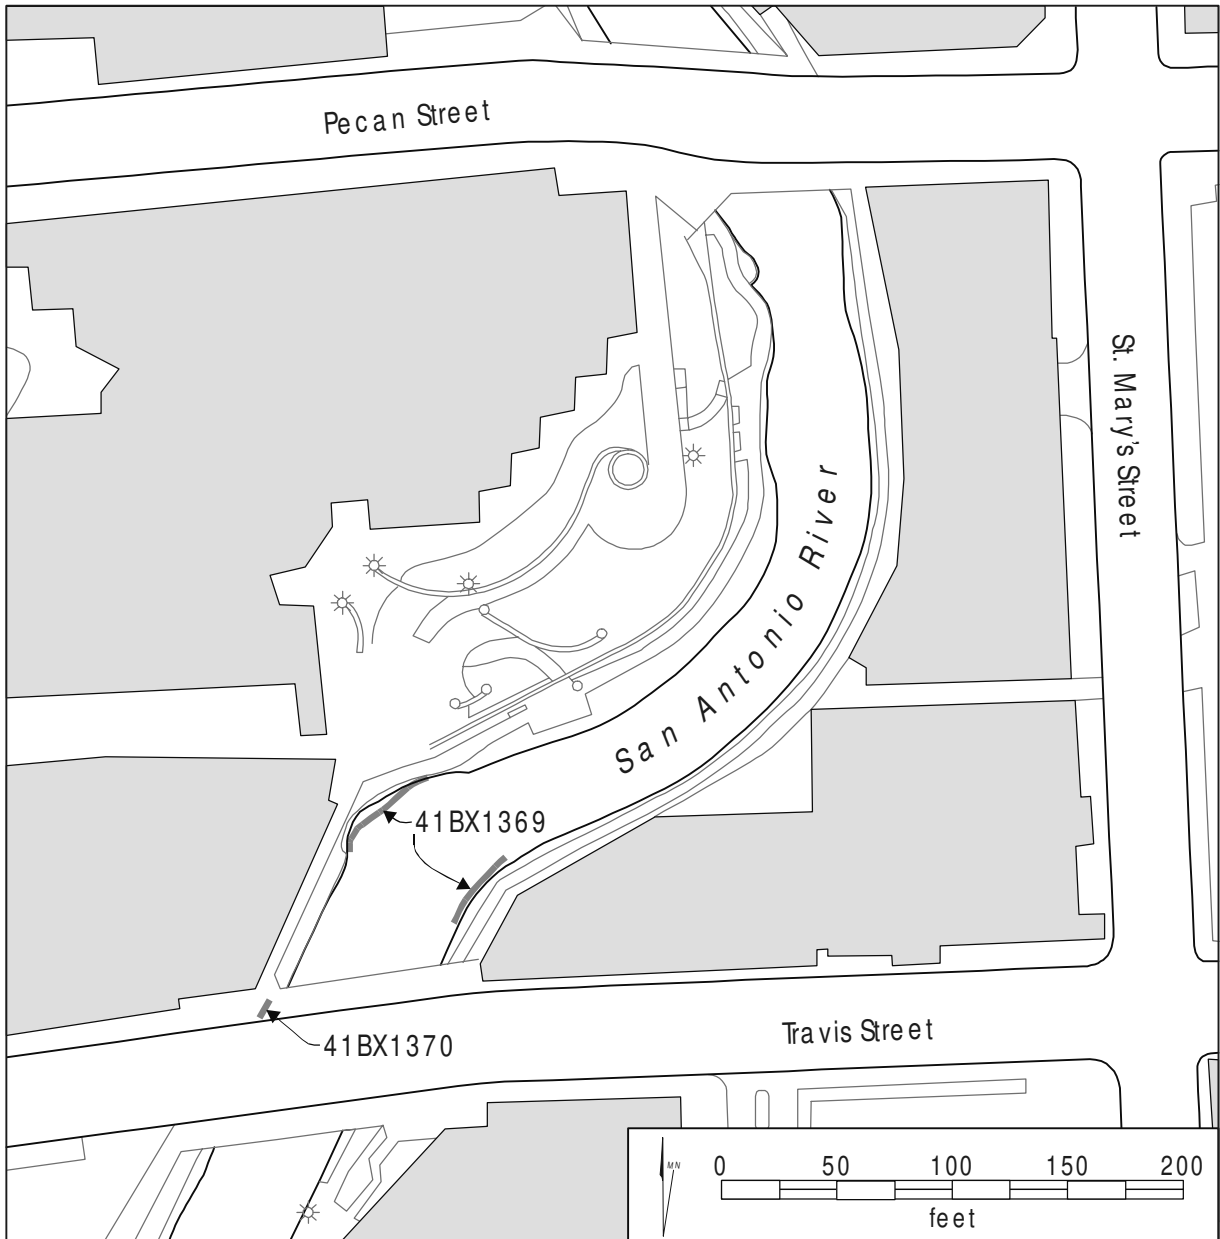 Pecan Street
St. Mary's Street
San Antonio River
41BX1369
41BX1370
Travis Street
MN
0 50 100 150 200
feet